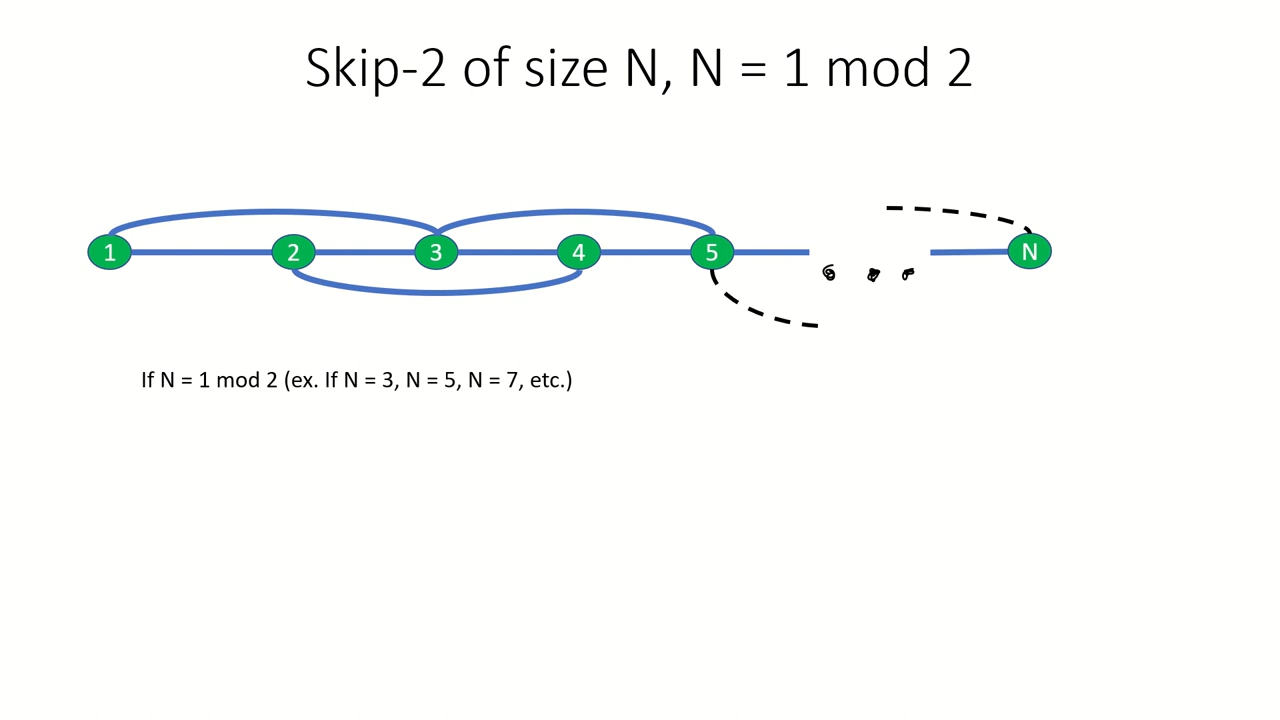 Skip-2 of size N, N = 1 mod 2
1 2 3 4 5 N
If N = 1 mod 2 (ex. If N = 3, N = 5, N = 7, etc.)